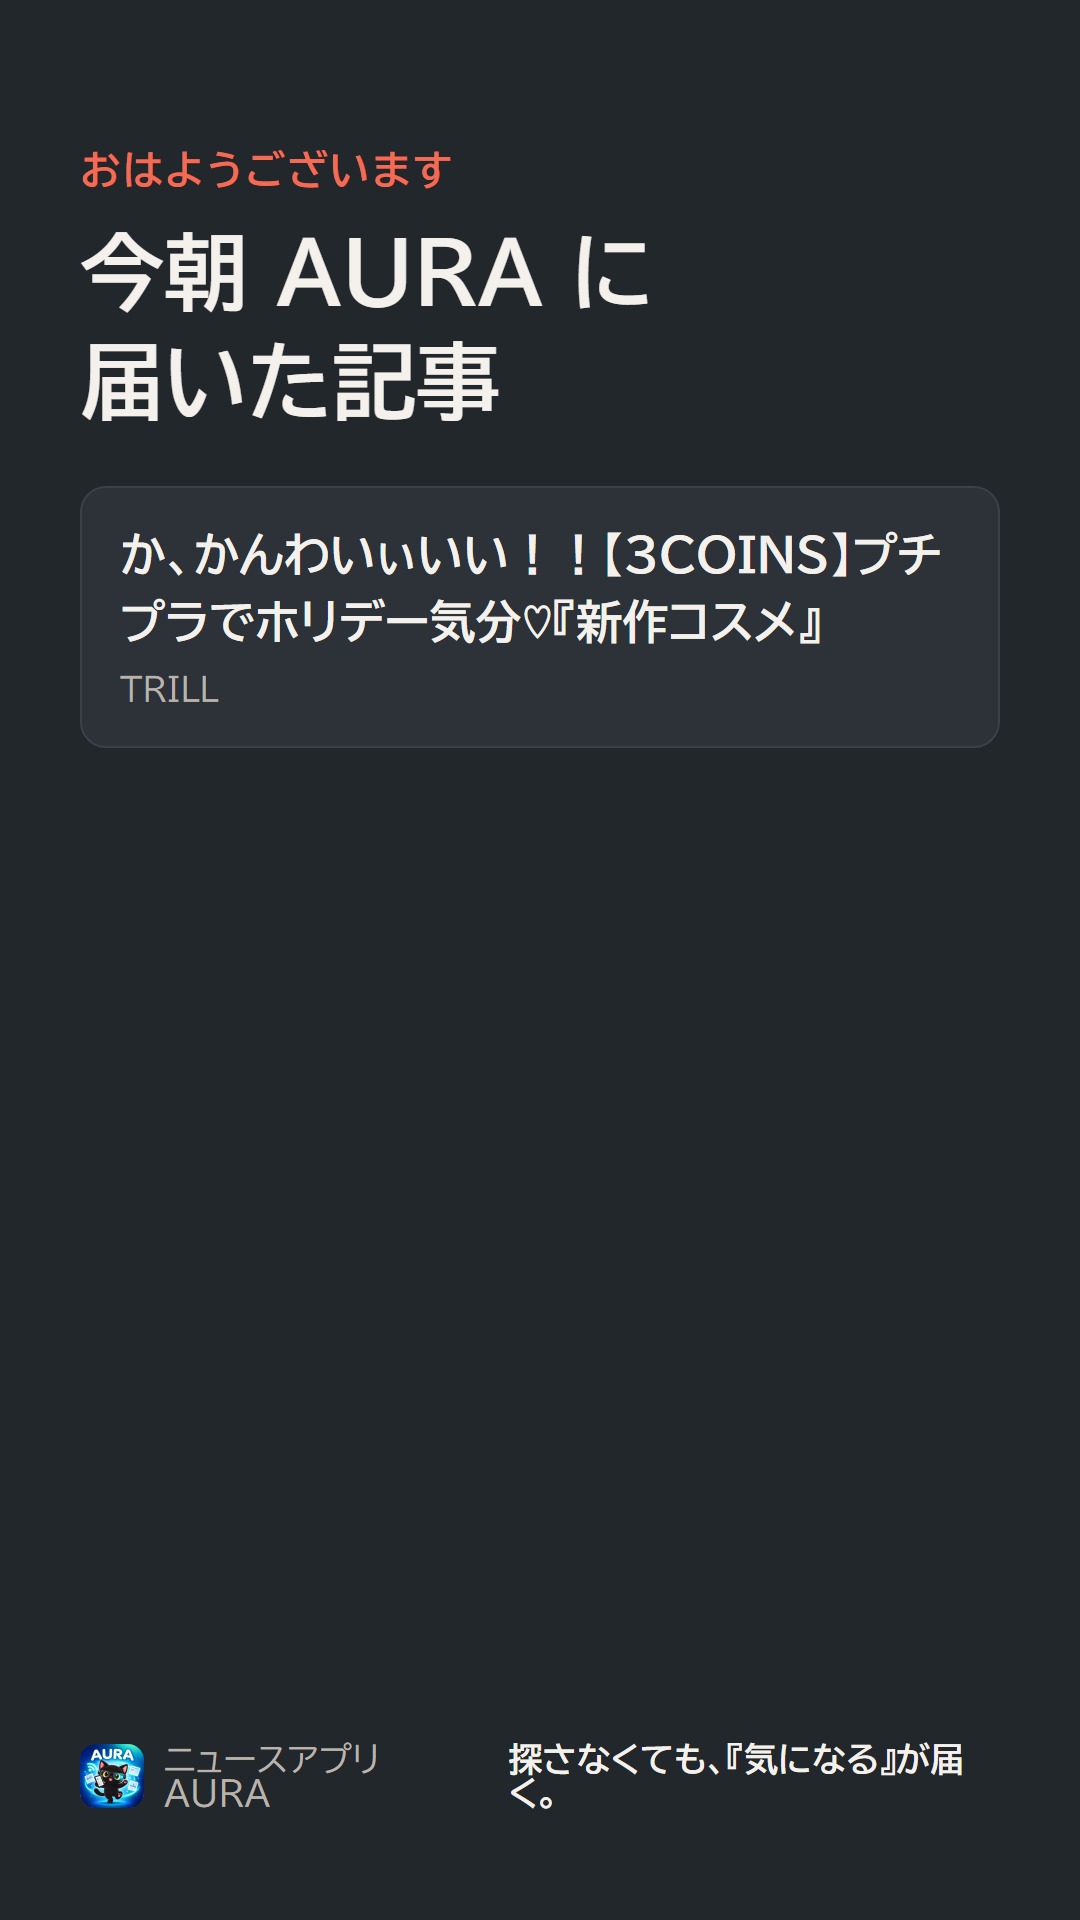 おはようございます
今朝 AURA に
届いた記事
か、かんわいぃいい！！【3COINS】プチ
プラでホリデー気分♡『新作コスメ』
TRILL
AURA
ニュースアプリ
AURA
探さなくても、『気になる』が届
く。